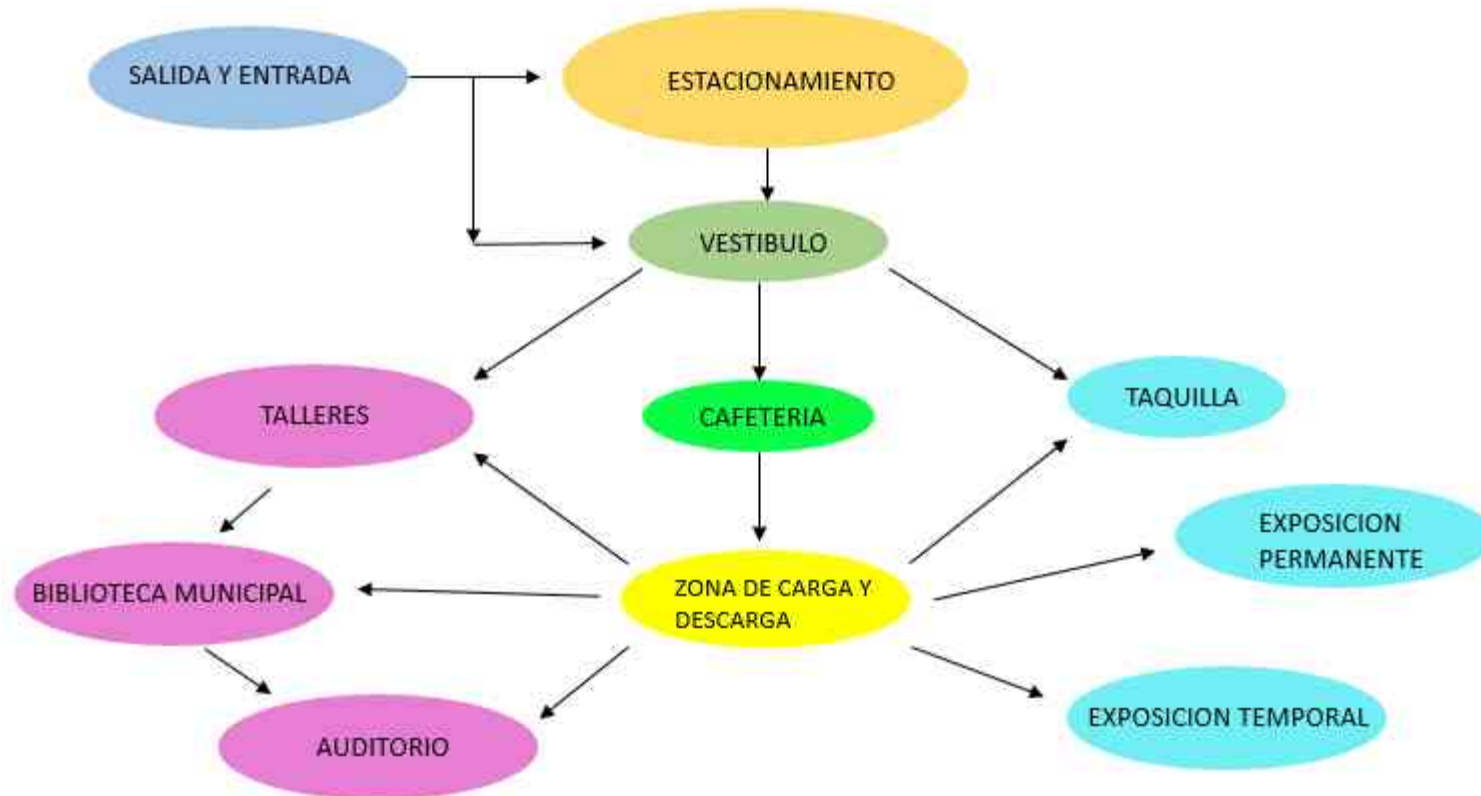 SALIDA Y ENTRADA
ESTACIONAMIENTO
VESTIBULO
TALLERES
CAFETERIA
TAQUILLA
EXPOSICION
PERMANENTE
BIBLIOTECA MUNICIPAL
ZONA DE CARGA Y
DESCARGA
EXPOSICION TEMPORAL
AUDITORIO